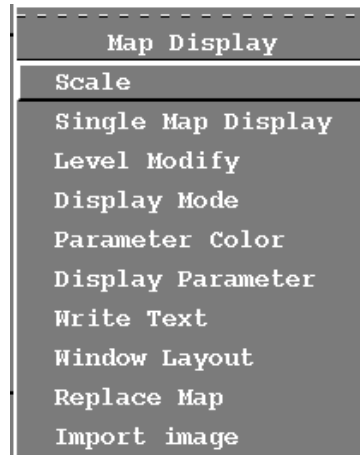 Map Display
Scale
Single Map Display
Level Modify
Display Mode
Parameter Color
Display Parameter
Write Text
Window Layout
Replace Map
Import image